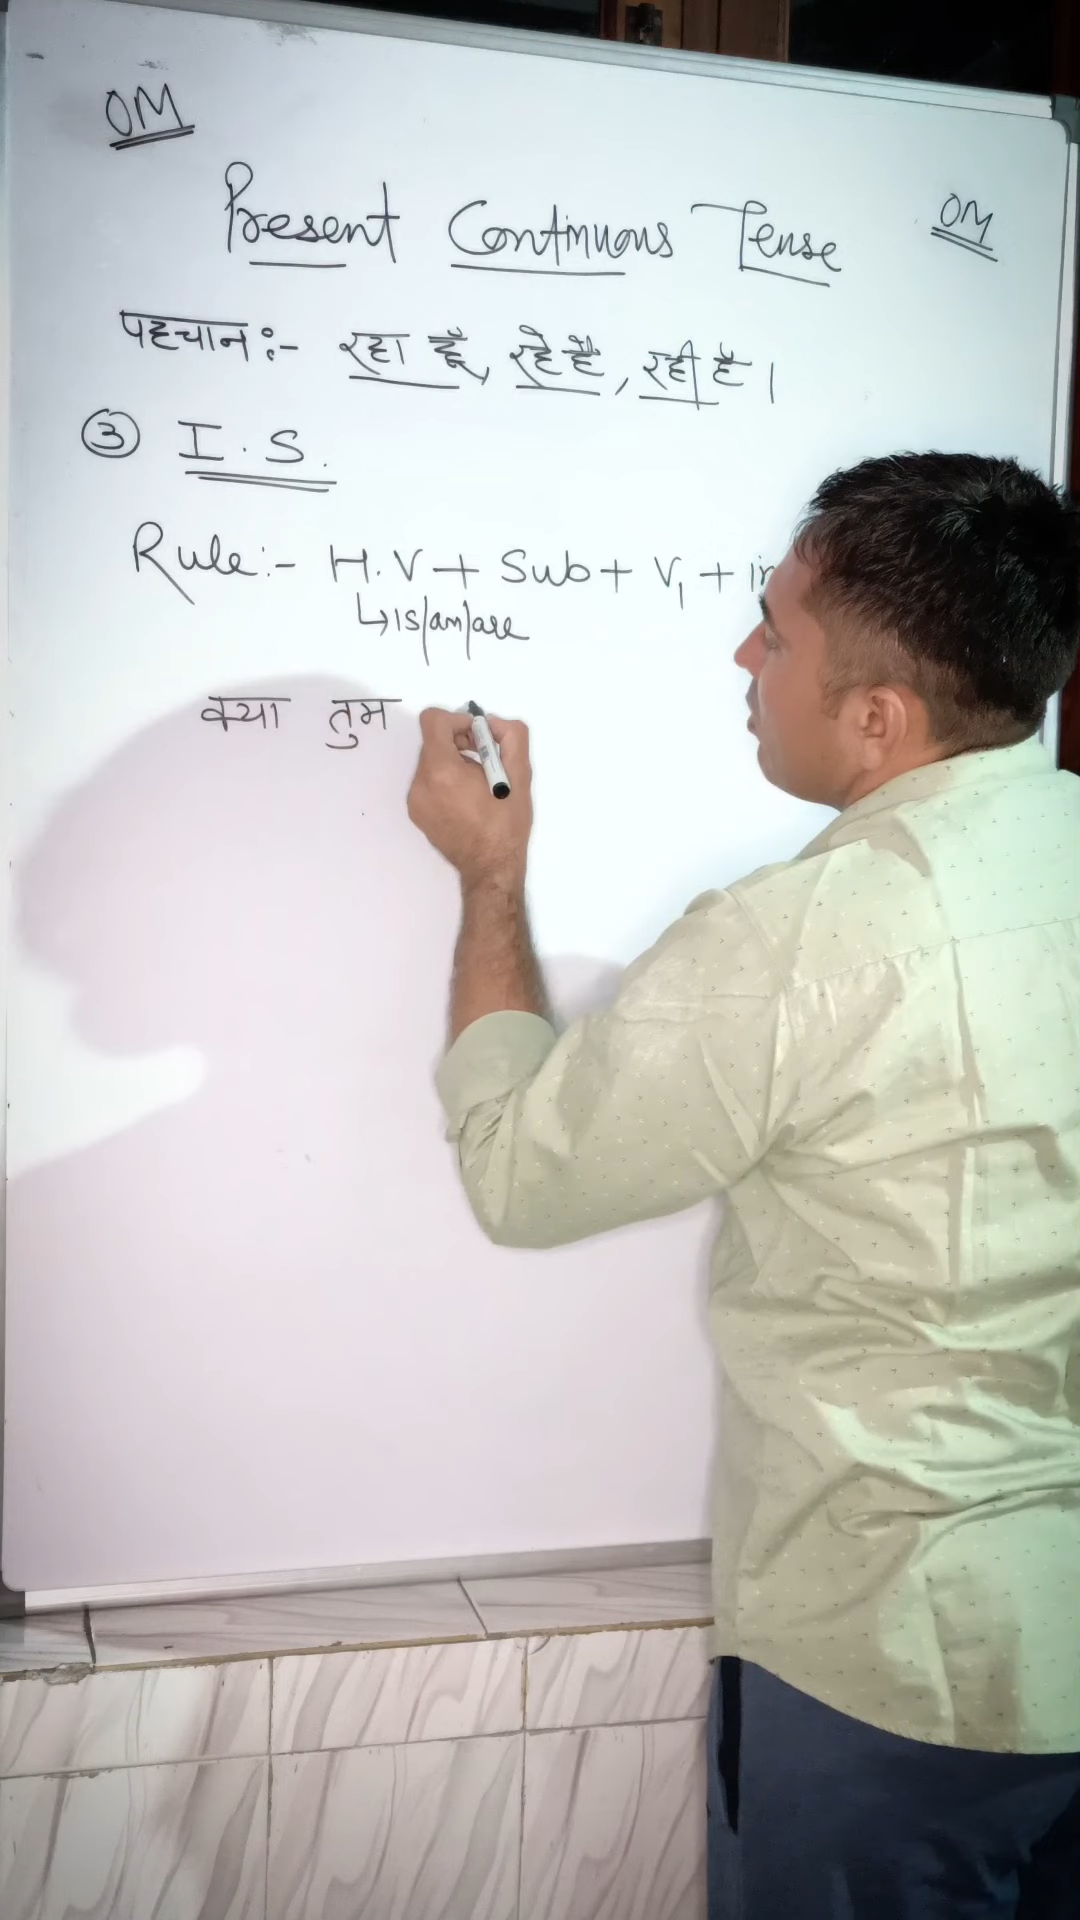 OM
Present Continuous Tense
OM
पहचान :- रहा हूँ, रहे हैं, रही है।
③ I.S.
Rule:- H.V + Sub + V₁ + in
↳is/am/are
क्या तुम